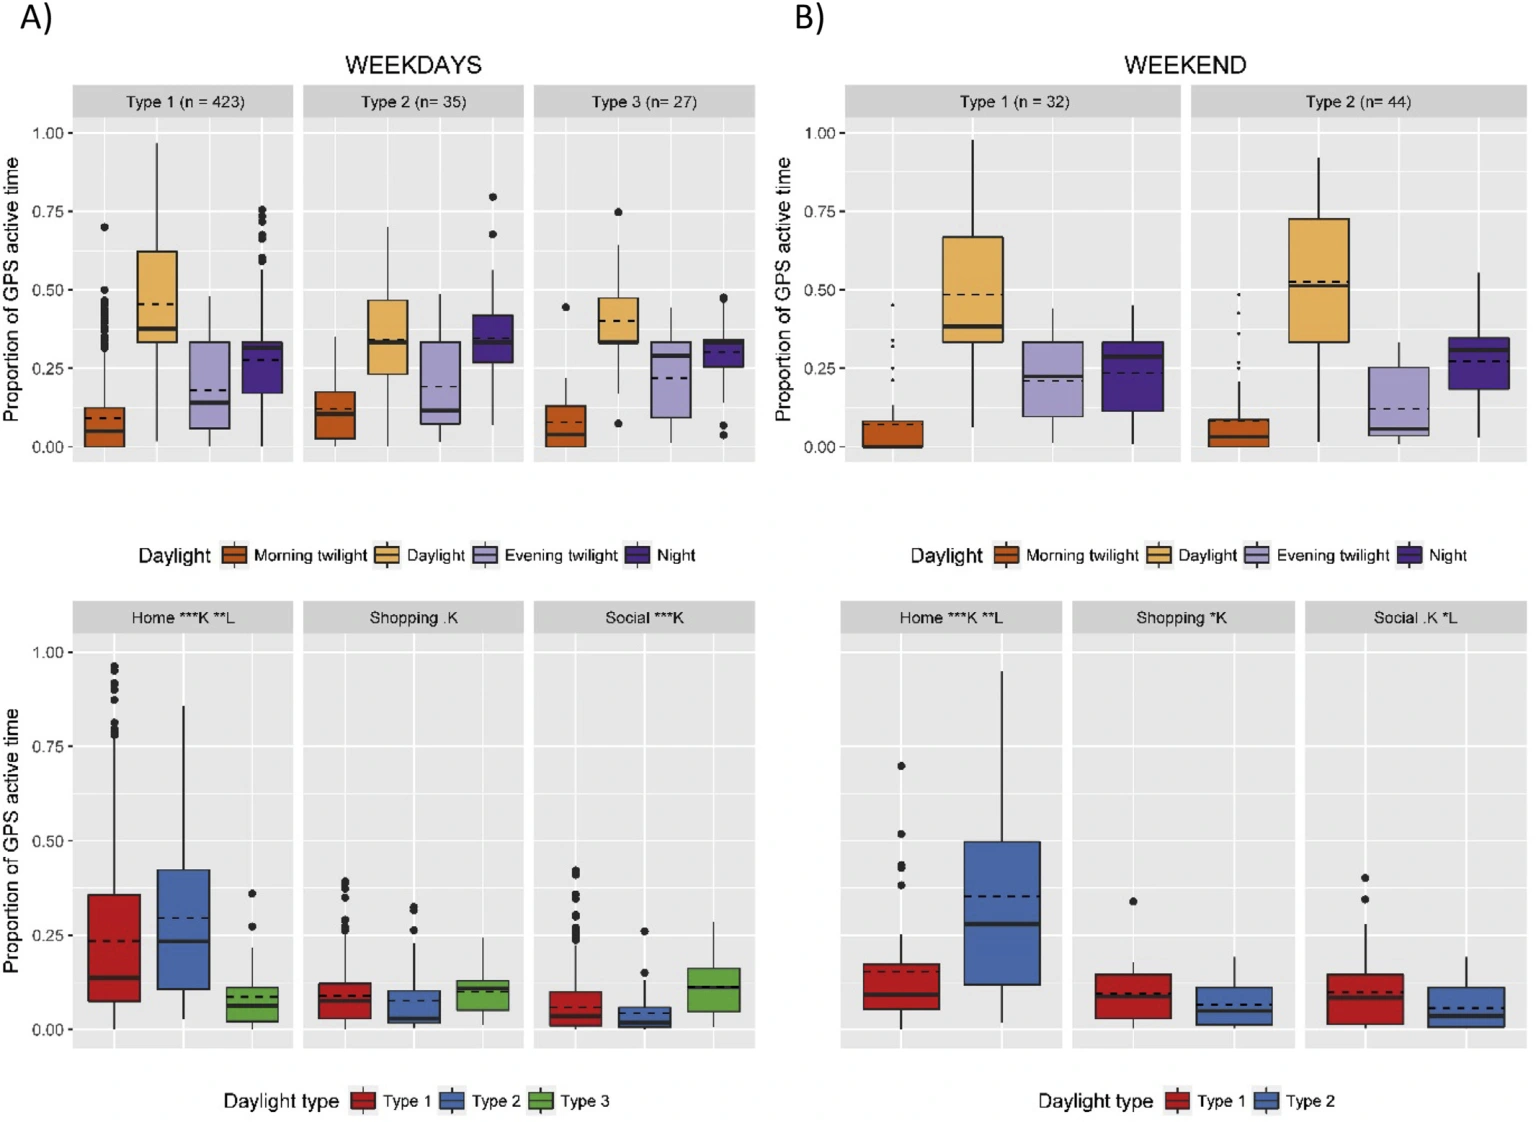 A)
WEEKDAYS
Type 1 (n = 423)
Type 2 (n= 35)
Type 3 (n= 27)
Proportion of GPS active time
1.00
0.75
0.50
0.25
0.00
Daylight Morning twilight Daylight Evening twilight Night
Home ***K **L
Shopping .K
Social ***K
Proportion of GPS active time
1.00
0.75
0.50
0.25
0.00
Daylight type Type 1 Type 2 Type 3
B)
WEEKEND
Type 1 (n = 32)
Type 2 (n= 44)
Proportion of GPS active time
1.00
0.75
0.50
0.25
0.00
Daylight Morning twilight Daylight Evening twilight Night
Home ***K **L
Shopping *K
Social .K *L
Daylight type Type 1 Type 2